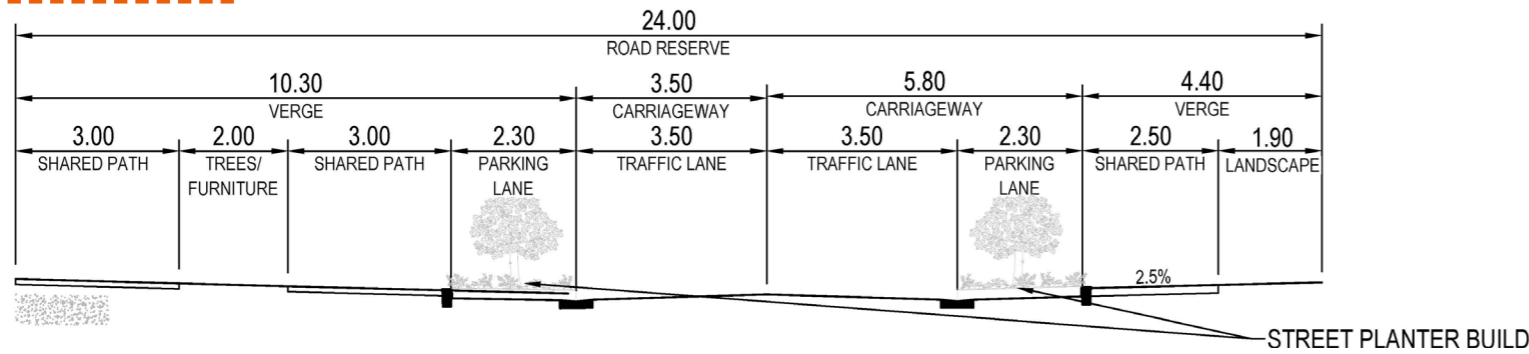 24.00
ROAD RESERVE
10.30
VERGE
3.50
CARRIAGEWAY
5.80
CARRIAGEWAY
4.40
VERGE
3.00
SHARED PATH
2.00
TREES/
FURNITURE
3.00
SHARED PATH
2.30
PARKING
LANE
3.50
TRAFFIC LANE
3.50
TRAFFIC LANE
2.30
PARKING
LANE
2.50
SHARED PATH
1.90
LANDSCAPE
2.5%
STREET PLANTER BUILD